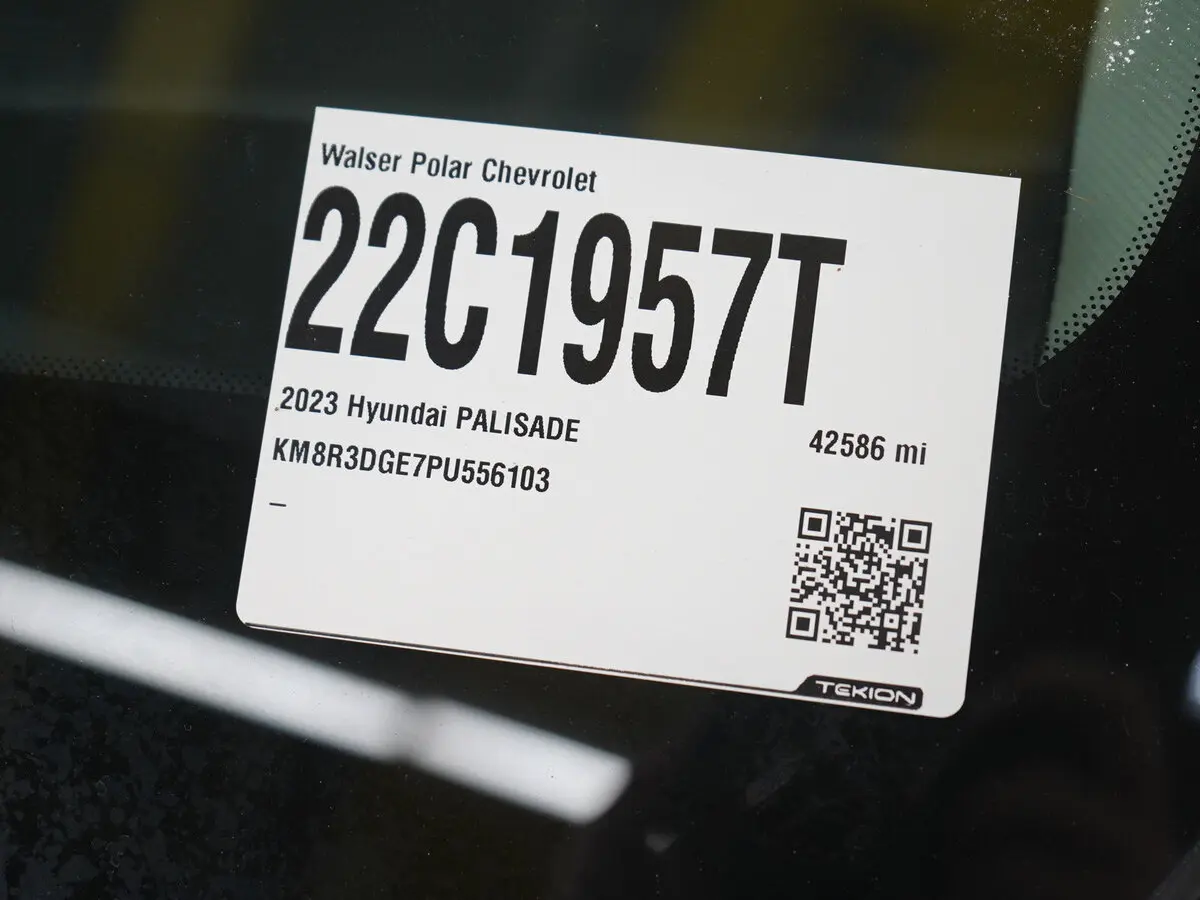 Walser Polar Chevrolet
22C1957T
2023 Hyundai PALISADE
42586 mi
KM8R3DGE7PU556103
–
TEKION